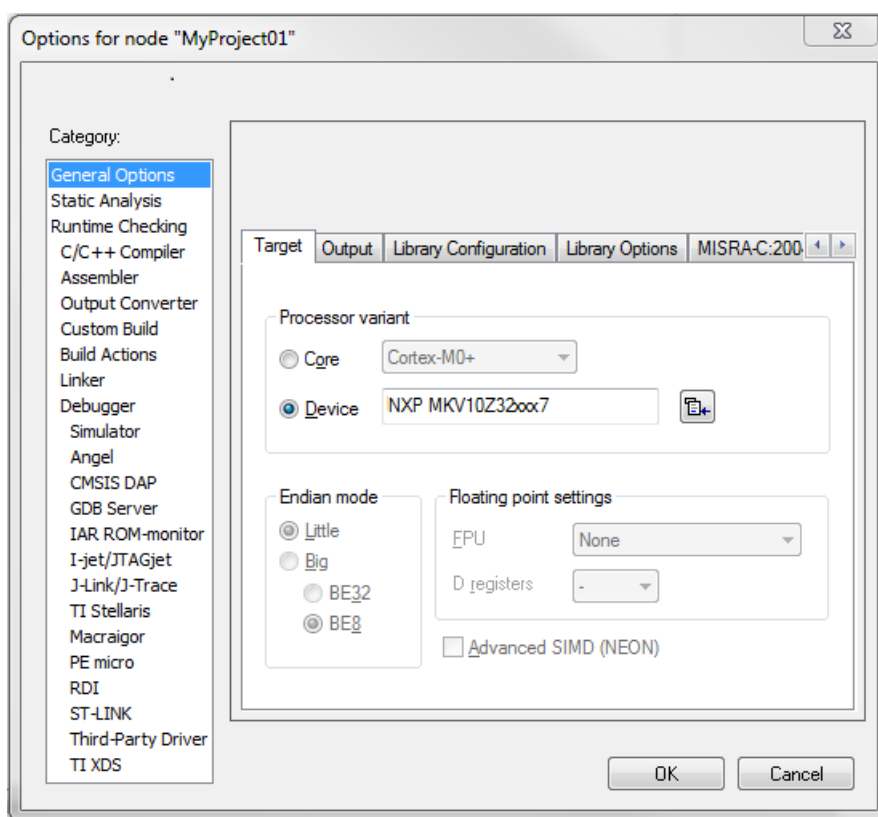 Options for node "MyProject01"
Category:
General Options
Static Analysis
Runtime Checking
C/C++ Compiler
Assembler
Output Converter
Custom Build
Build Actions
Linker
Debugger
Simulator
Angel
CMSIS DAP
GDB Server
IAR ROM-monitor
I-jet/JTAGjet
J-Link/J-Trace
TI Stellaris
Macraigor
PE micro
RDI
ST-LINK
Third-Party Driver
TI XDS
Target Output Library Configuration Library Options MISRA-C:200
Processor variant
Core Cortex-M0+
Device NXP MKV10Z32xxx7
Endian mode
Little
Big
BE32
BE8
Floating point settings
FPU None
D registers -
Advanced SIMD (NEON)
OK Cancel